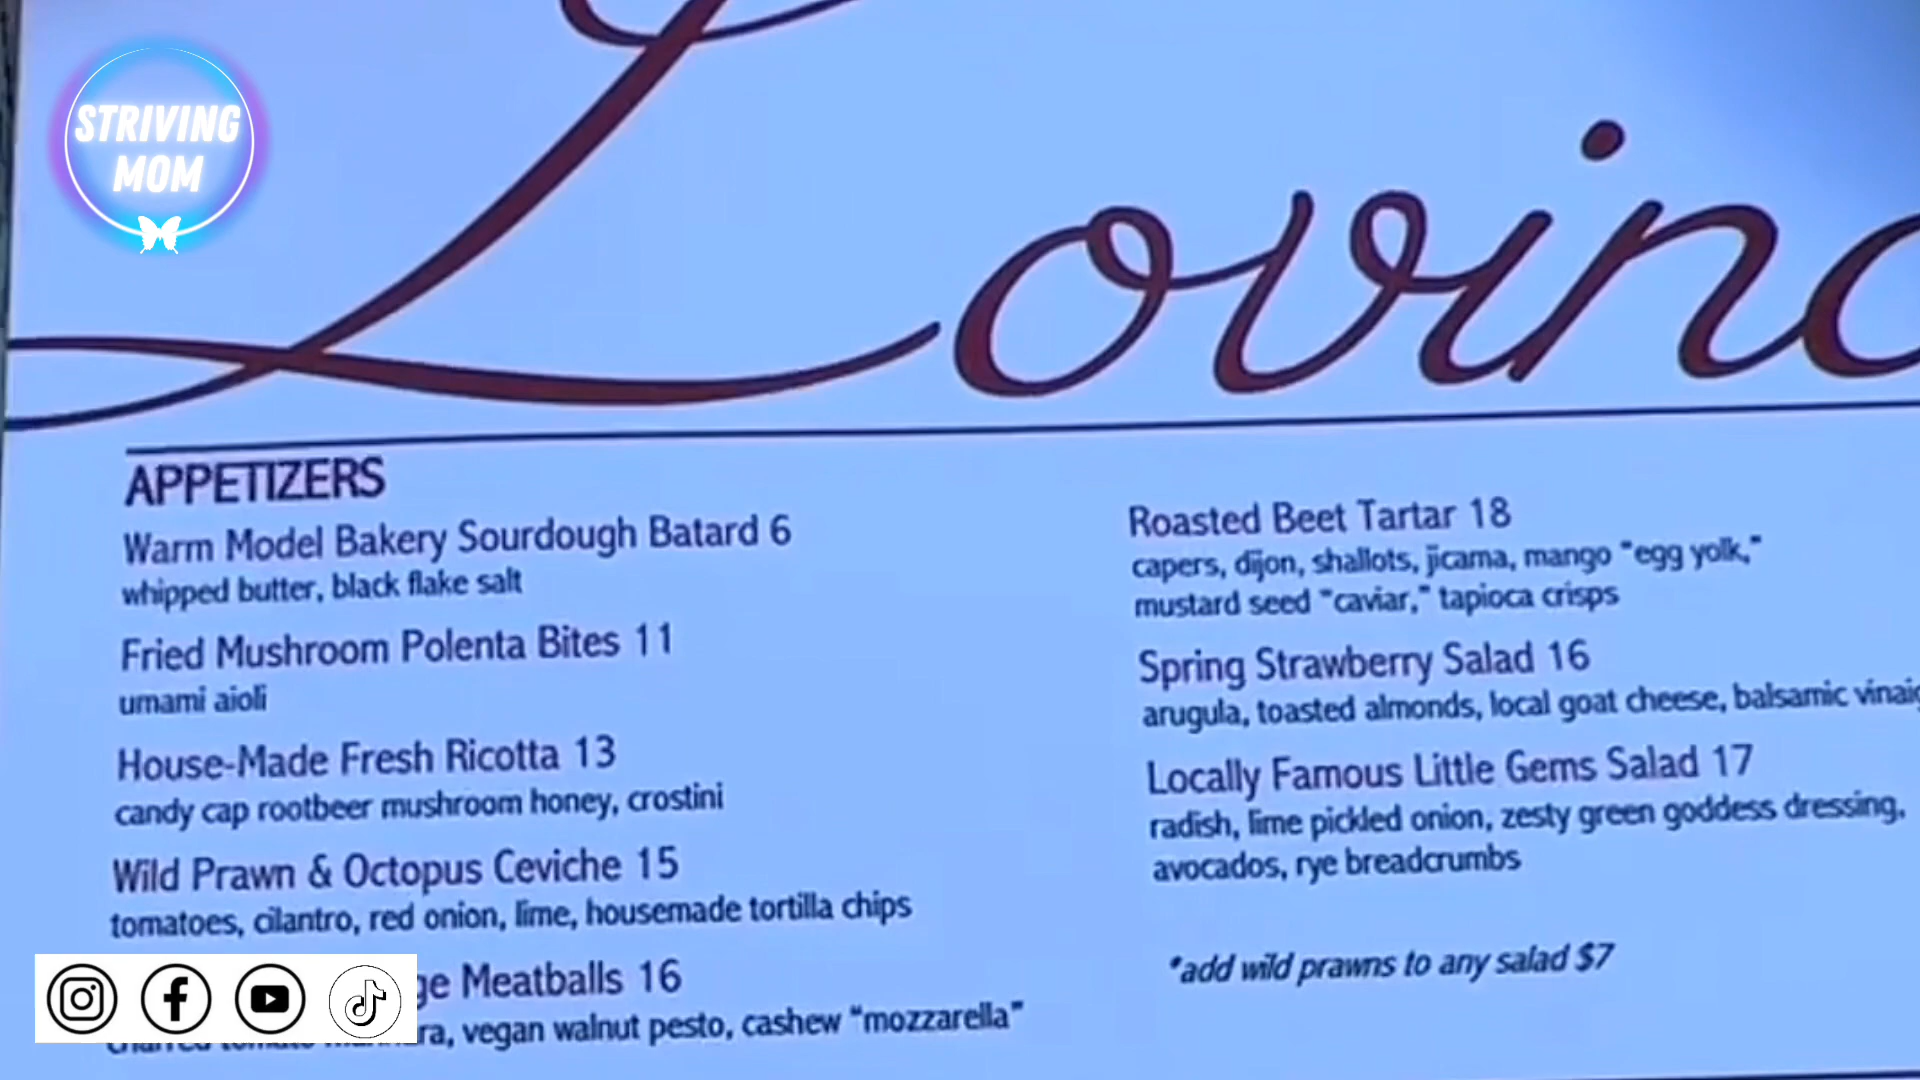 STRIVING
MOM
Lovina
APPETIZERS
Warm Model Bakery Sourdough Batard 6
whipped butter, black flake salt
Fried Mushroom Polenta Bites 11
umami aioli
House-Made Fresh Ricotta 13
candy cap rootbeer mushroom honey, crostini
Wild Prawn & Octopus Ceviche 15
tomatoes, cilantro, red onion, lime, housemade tortilla chips
Meatballs 16
vegan walnut pesto, cashew "mozzarella"
Roasted Beet Tartar 18
capers, dijon, shallots, jicama, mango "egg yolk,"
mustard seed "caviar," tapioca crisps
Spring Strawberry Salad 16
arugula, toasted almonds, local goat cheese, balsamic
Locally Famous Little Gems Salad 17
radish, lime pickled onion, zesty green goddess dressing,
avocados, rye breadcrumbs
*add wild prawns to any salad $7